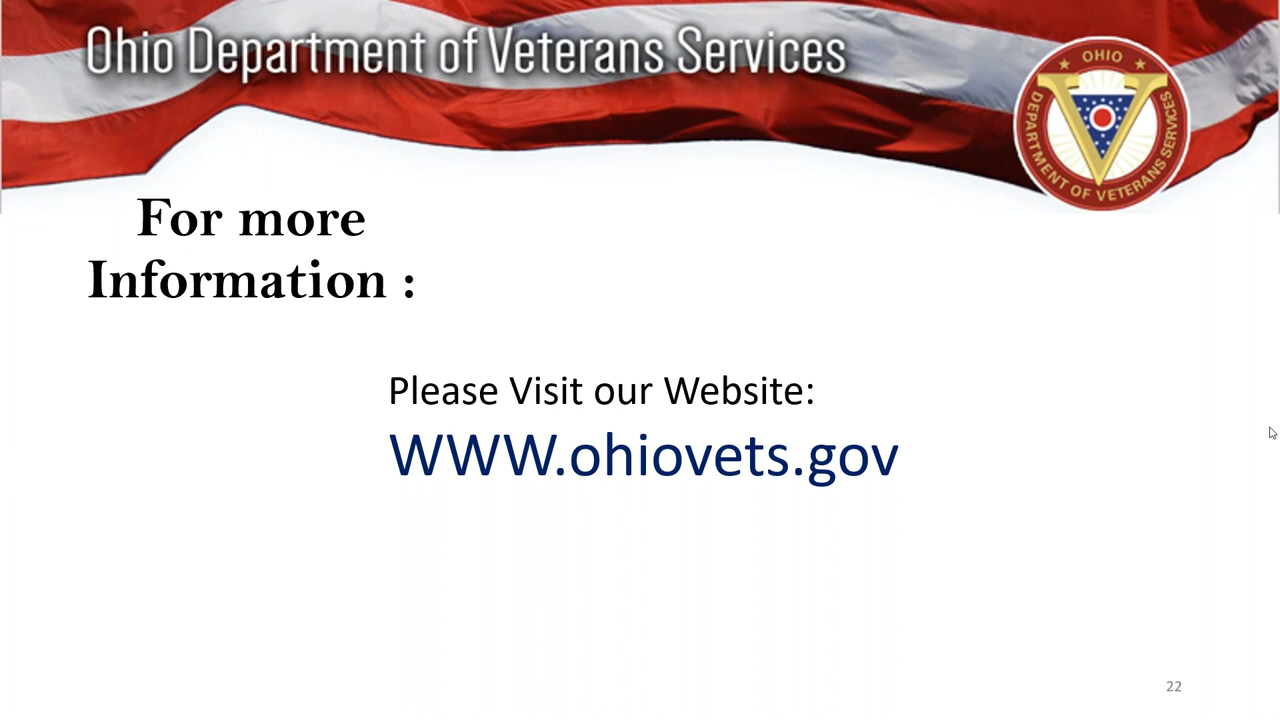 Ohio Department of Veterans Services
OHIO
DEPARTMENT OF VETERANS SERVICES
For more
Information :
Please Visit our Website:
WWW.ohiovets.gov
22